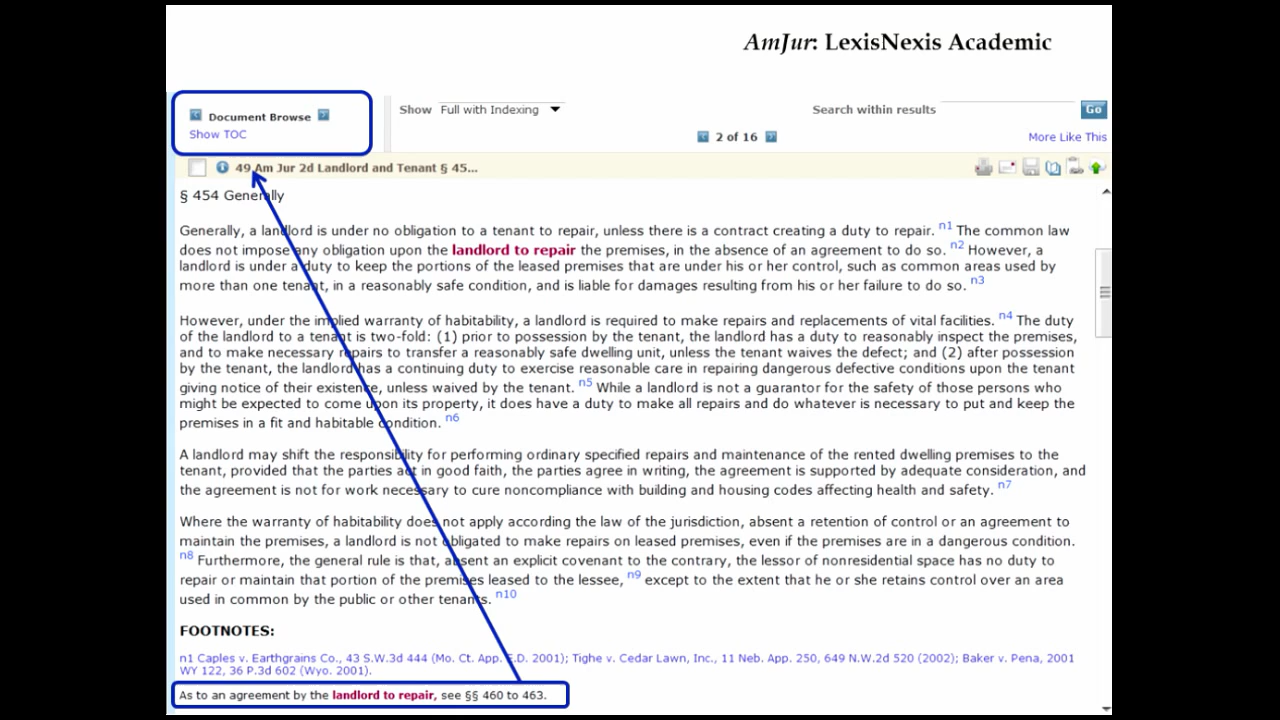 AmJur: LexisNexis Academic
Document Browse
Show TOC
Show Full with Indexing
Search within results
Go
2 of 16
More Like This
49 Am Jur 2d Landlord and Tenant § 45...
§ 454 Generally
Generally, a landlord is under no obligation to a tenant to repair, unless there is a contract creating a duty to repair. n1 The common law
does not impose any obligation upon the landlord to repair the premises, in the absence of an agreement to do so. n2 However, a
landlord is under a duty to keep the portions of the leased premises that are under his or her control, such as common areas used by
more than one tenant, in a reasonably safe condition, and is liable for damages resulting from his or her failure to do so. n3
However, under the implied warranty of habitability, a landlord is required to make repairs and replacements of vital facilities. n4 The duty
of the landlord to a tenant is two-fold: (1) prior to possession by the tenant, the landlord has a duty to reasonably inspect the premises,
and to make necessary repairs to transfer a reasonably safe dwelling unit, unless the tenant waives the defect; and (2) after possession
by the tenant, the landlord has a continuing duty to exercise reasonable care in repairing dangerous defective conditions upon the tenant
giving notice of their existence, unless waived by the tenant. n5 While a landlord is not a guarantor for the safety of those persons who
might be expected to come upon its property, it does have a duty to make all repairs and do whatever is necessary to put and keep the
premises in a fit and habitable condition. n6
A landlord may shift the responsibility for performing ordinary specified repairs and maintenance of the rented dwelling premises to the
tenant, provided that the parties act in good faith, the parties agree in writing, the agreement is supported by adequate consideration, and
the agreement is not for work necessary to cure noncompliance with building and housing codes affecting health and safety. n7
Where the warranty of habitability does not apply according the law of the jurisdiction, absent a retention of control or an agreement to
maintain the premises, a landlord is not obligated to make repairs on leased premises, even if the premises are in a dangerous condition.
n8 Furthermore, the general rule is that, absent an explicit covenant to the contrary, the lessor of nonresidential space has no duty to
repair or maintain that portion of the premises leased to the lessee, n9 except to the extent that he or she retains control over an area
used in common by the public or other tenants. n10
FOOTNOTES:
n1 Caples v. Earthgrains Co., 43 S.W.3d 444 (Mo. Ct. App. E.D. 2001); Tighe v. Cedar Lawn, Inc., 11 Neb. App. 250, 649 N.W.2d 520 (2002); Baker v. Pena, 2001
WY 122, 36 P.3d 602 (Wyo. 2001).
As to an agreement by the landlord to repair, see §§ 460 to 463.